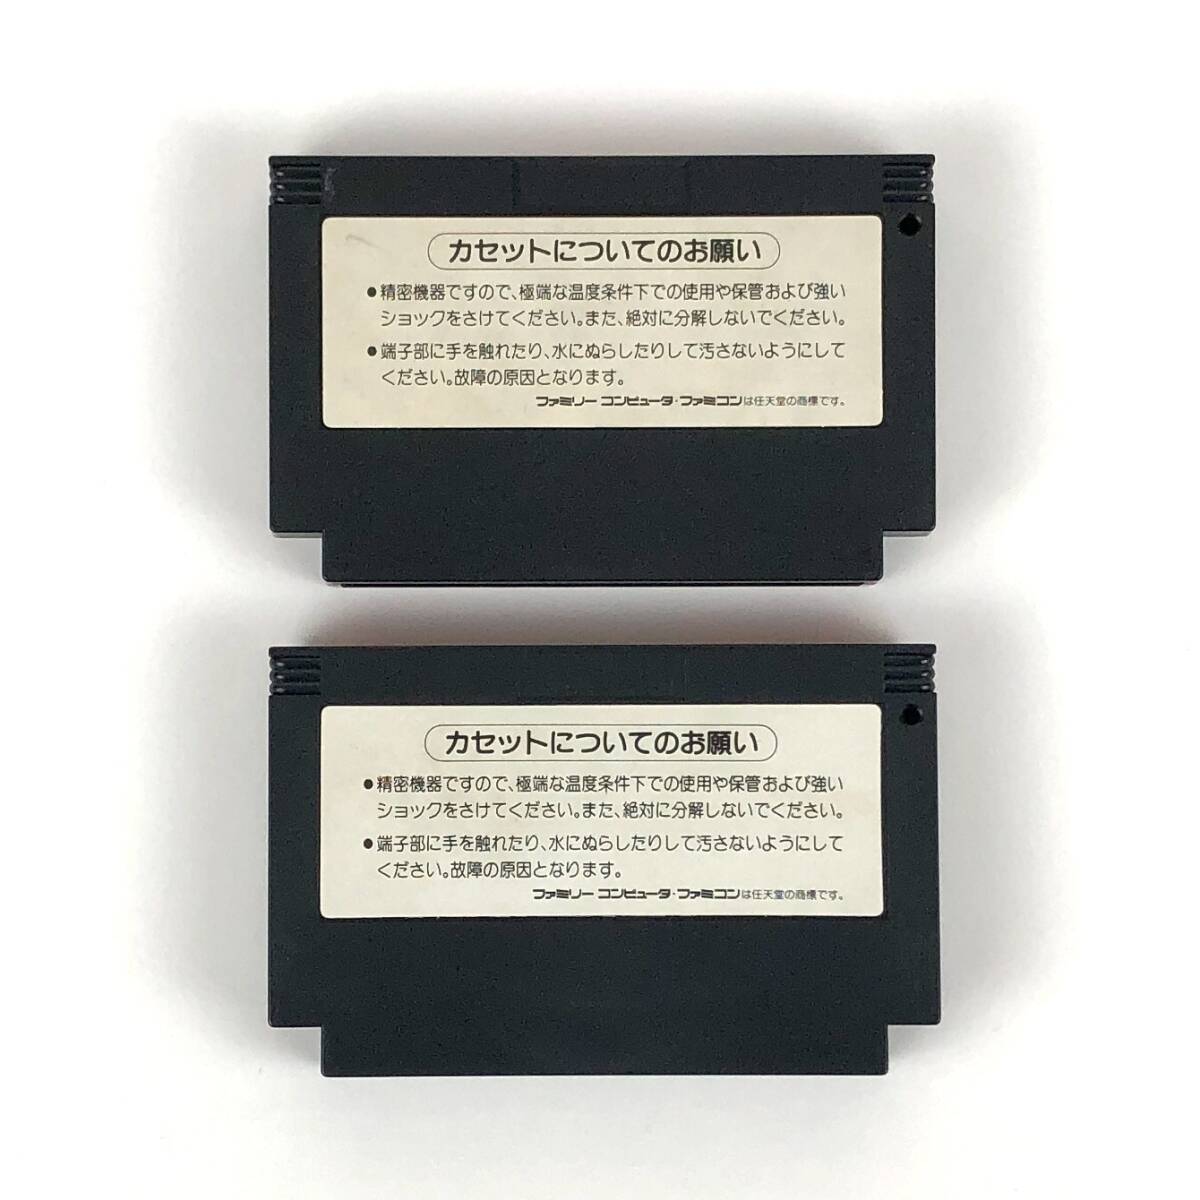 カセットについてのお願い
●精密機器ですので、極端な温度条件下での使用や保管および強い
ショックをさけてください。また、絶対に分解しないでください。
●端子部に手を触れたり、水にぬらしたりして汚さないようにして
ください。故障の原因となります。
ファミリー コンピュータ・ファミコンは任天堂の商標です。
カセットについてのお願い
●精密機器ですので、極端な温度条件下での使用や保管および強い
ショックをさけてください。また、絶対に分解しないでください。
●端子部に手を触れたり、水にぬらしたりして汚さないようにして
ください。故障の原因となります。
ファミリー コンピュータ・ファミコンは任天堂の商標です。